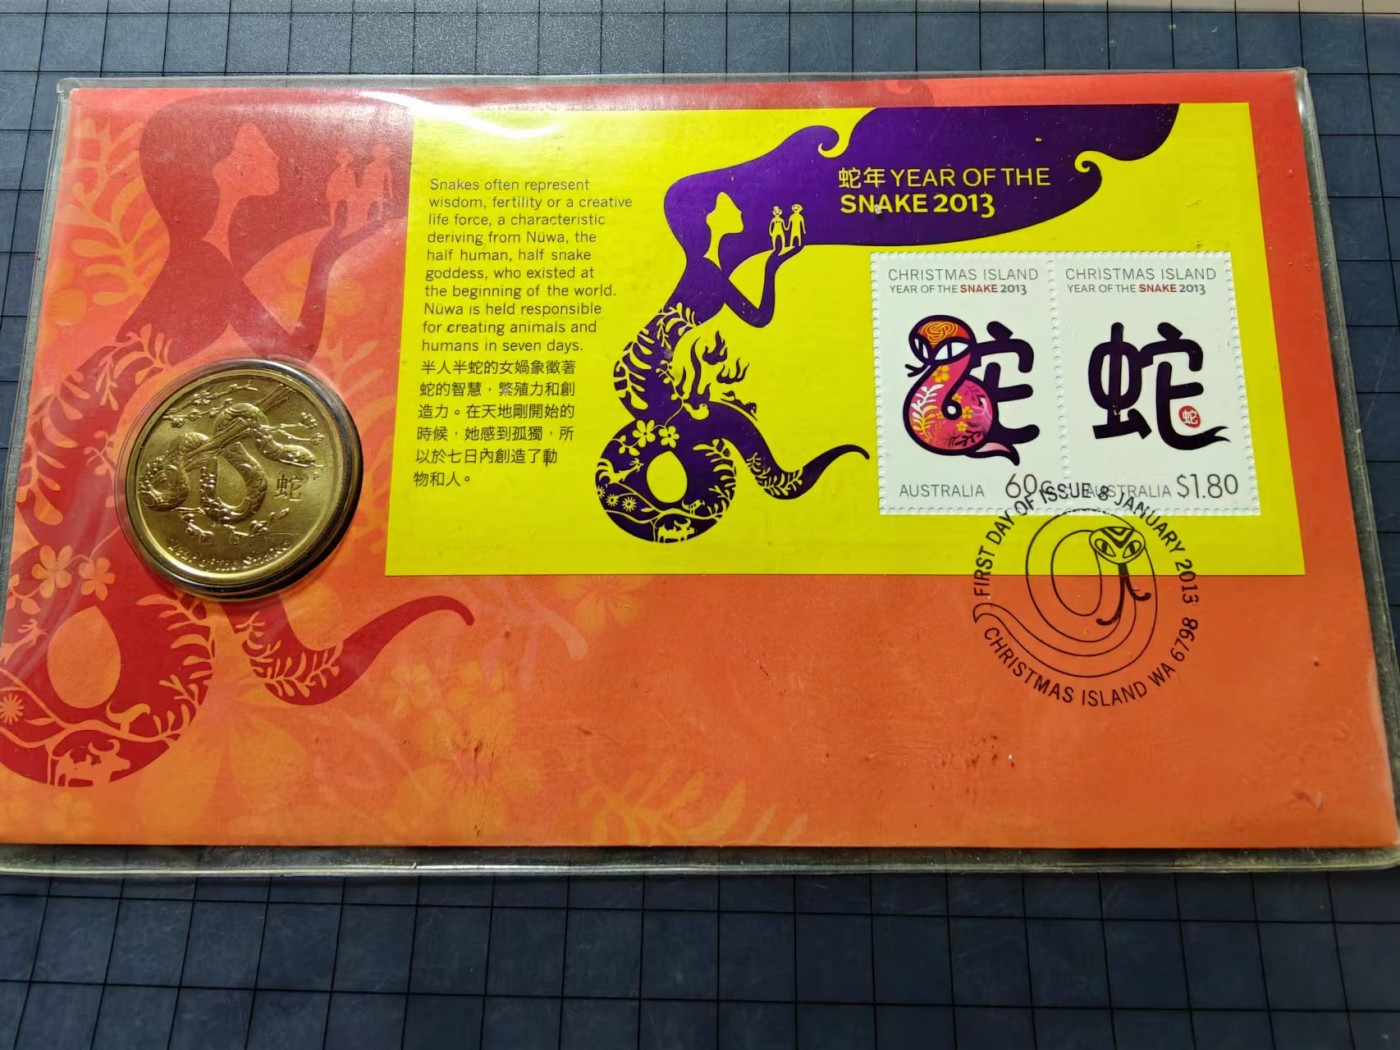 Snakes often represent
wisdom, fertility or a creative
life force, a characteristic
deriving from Nüwa, the
half human, half snake
goddess, who existed at
the beginning of the world.
Nüwa is held responsible
for creating animals and
humans in seven days.
半人半蛇的女媧象徵著
蛇的智慧，繁殖力和創
造力。在天地剛開始的
時候，她感到孤獨，所
以於七日內創造了動
物和人。
蛇年 YEAR OF THE
SNAKE 2013
CHRISTMAS ISLAND
YEAR OF THE SNAKE 2013
蛇
AUSTRALIA 60c
CHRISTMAS ISLAND
YEAR OF THE SNAKE 2013
蛇
蛇
AUSTRALIA $1.80
FIRST DAY OF ISSUE 8 JANUARY 2013
CHRISTMAS ISLAND WA 6798
蛇
P
Year of the Snake